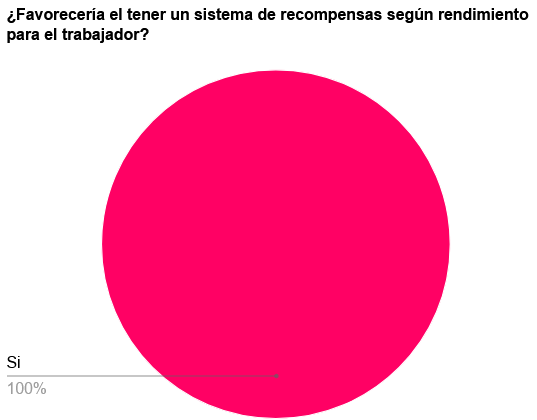 ¿Favorecería el tener un sistema de recompensas según rendimiento
para el trabajador?
Si
100%